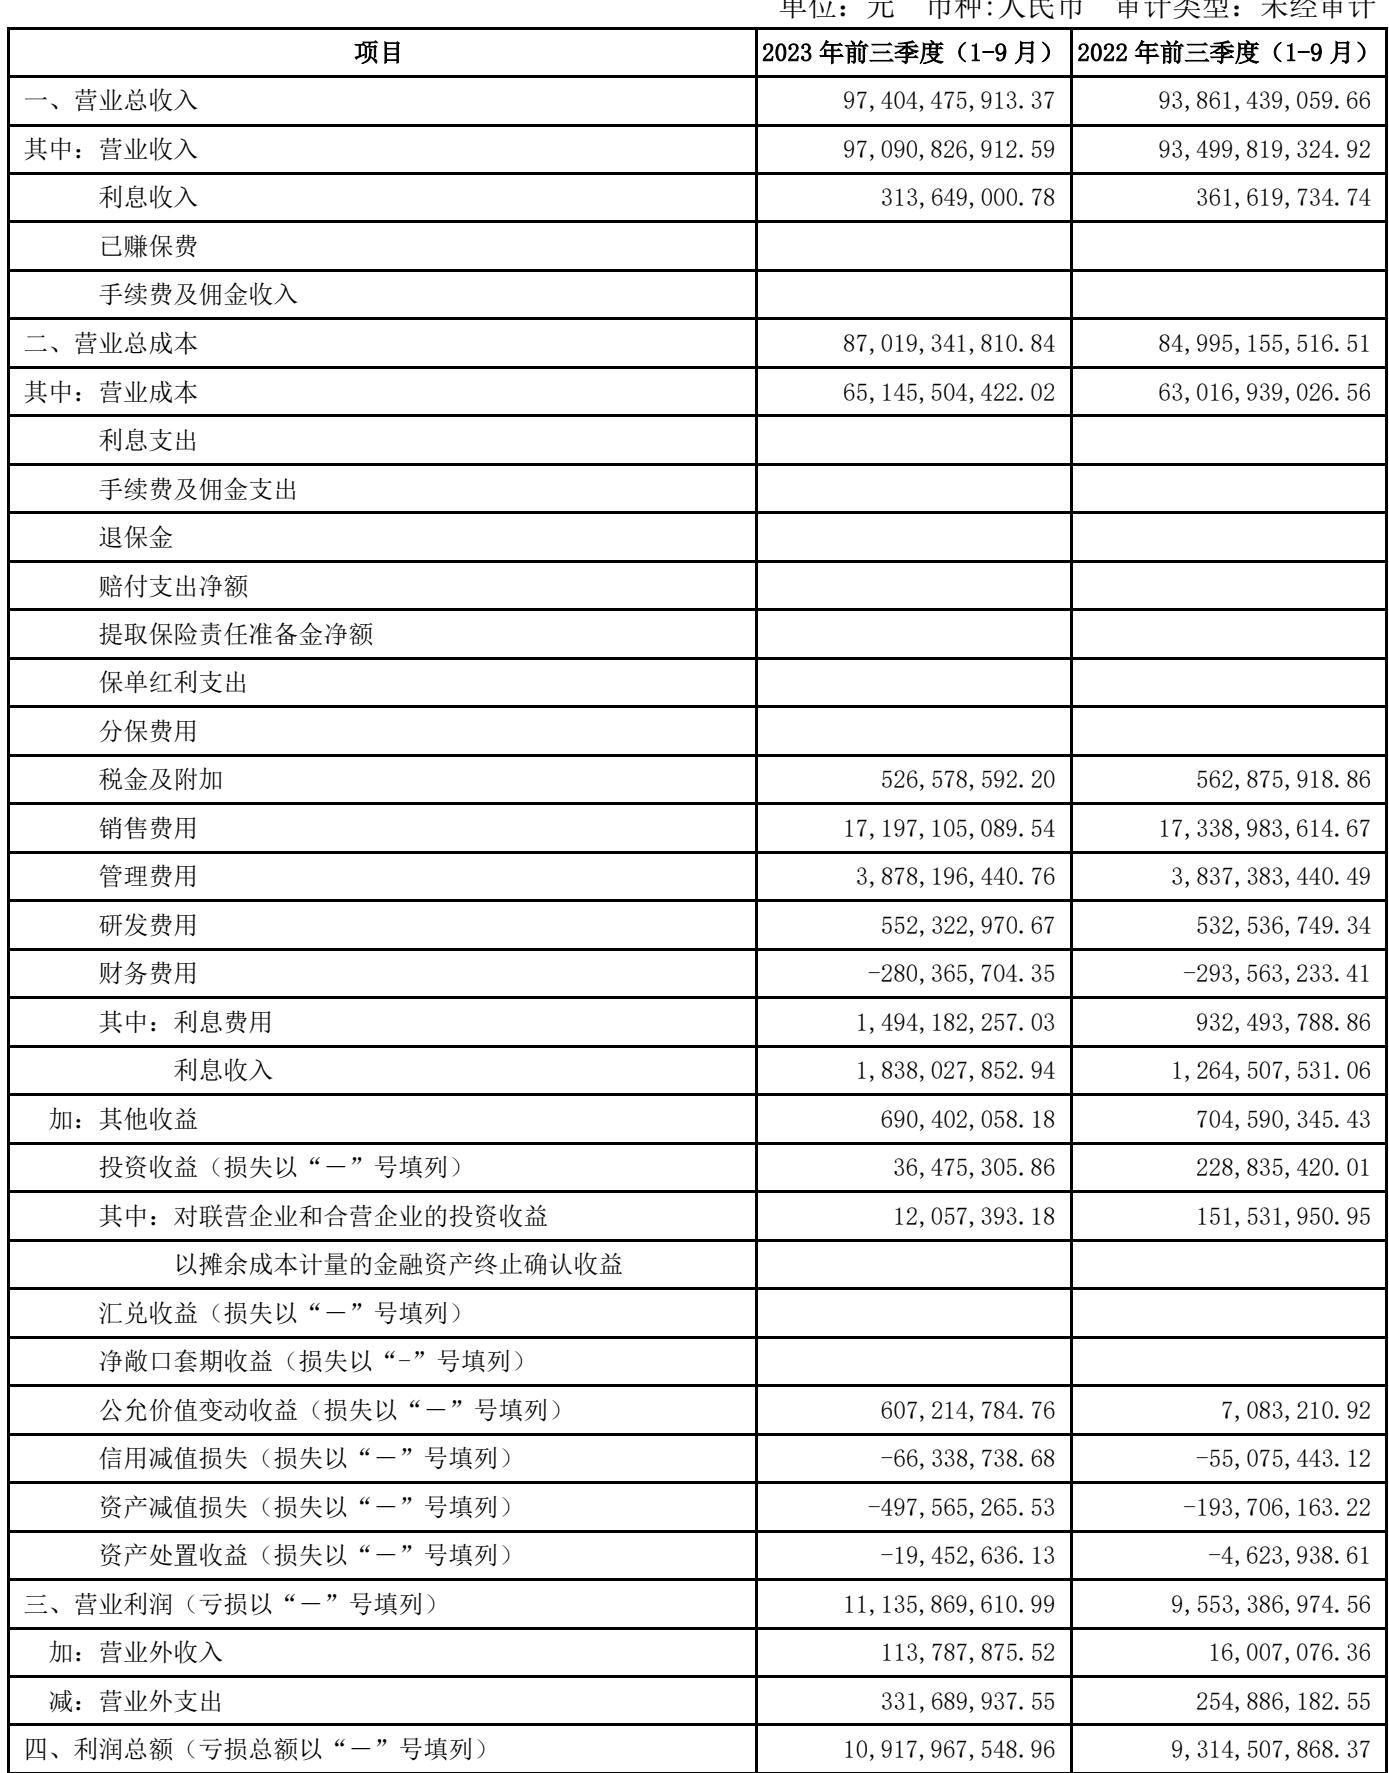 单位：元 币种:人民币 审计类型：未经审计
项目 2023 年前三季度（1-9 月） 2022 年前三季度（1-9 月）
一、营业总收入 97,404,475,913.37 93,861,439,059.66
其中：营业收入 97,090,826,912.59 93,499,819,324.92
利息收入 313,649,000.78 361,619,734.74
已赚保费
手续费及佣金收入
二、营业总成本 87,019,341,810.84 84,995,155,516.51
其中：营业成本 65,145,504,422.02 63,016,939,026.56
利息支出
手续费及佣金支出
退保金
赔付支出净额
提取保险责任准备金净额
保单红利支出
分保费用
税金及附加 526,578,592.20 562,875,918.86
销售费用 17,197,105,089.54 17,338,983,614.67
管理费用 3,878,196,440.76 3,837,383,440.49
研发费用 552,322,970.67 532,536,749.34
财务费用 -280,365,704.35 -293,563,233.41
其中：利息费用 1,494,182,257.03 932,493,788.86
利息收入 1,838,027,852.94 1,264,507,531.06
加：其他收益 690,402,058.18 704,590,345.43
投资收益（损失以“－”号填列） 36,475,305.86 228,835,420.01
其中：对联营企业和合营企业的投资收益 12,057,393.18 151,531,950.95
以摊余成本计量的金融资产终止确认收益
汇兑收益（损失以“－”号填列）
净敞口套期收益（损失以“-”号填列）
公允价值变动收益（损失以“－”号填列） 607,214,784.76 7,083,210.92
信用减值损失（损失以“－”号填列） -66,338,738.68 -55,075,443.12
资产减值损失（损失以“－”号填列） -497,565,265.53 -193,706,163.22
资产处置收益（损失以“－”号填列） -19,452,636.13 -4,623,938.61
三、营业利润（亏损以“－”号填列） 11,135,869,610.99 9,553,386,974.56
加：营业外收入 113,787,875.52 16,007,076.36
减：营业外支出 331,689,937.55 254,886,182.55
四、利润总额（亏损总额以“－”号填列） 10,917,967,548.96 9,314,507,868.37